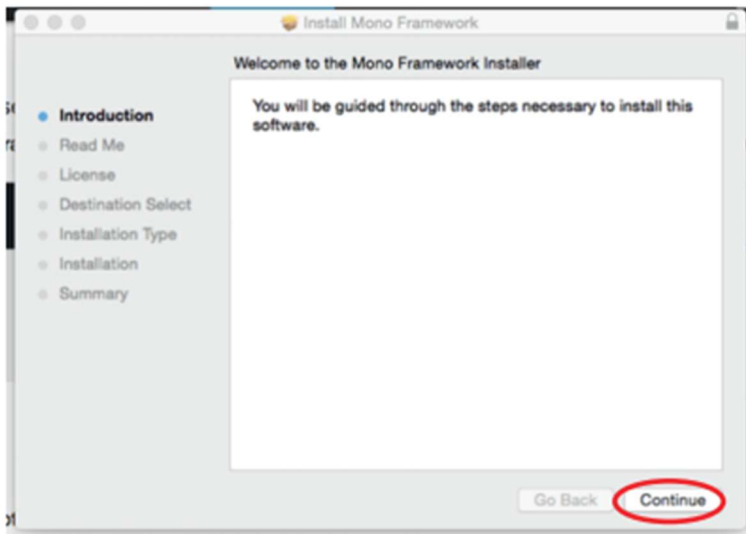 Install Mono Framework
Welcome to the Mono Framework Installer
You will be guided through the steps necessary to install this
software.
Introduction
Read Me
License
Destination Select
Installation Type
Installation
Summary
Go Back
Continue